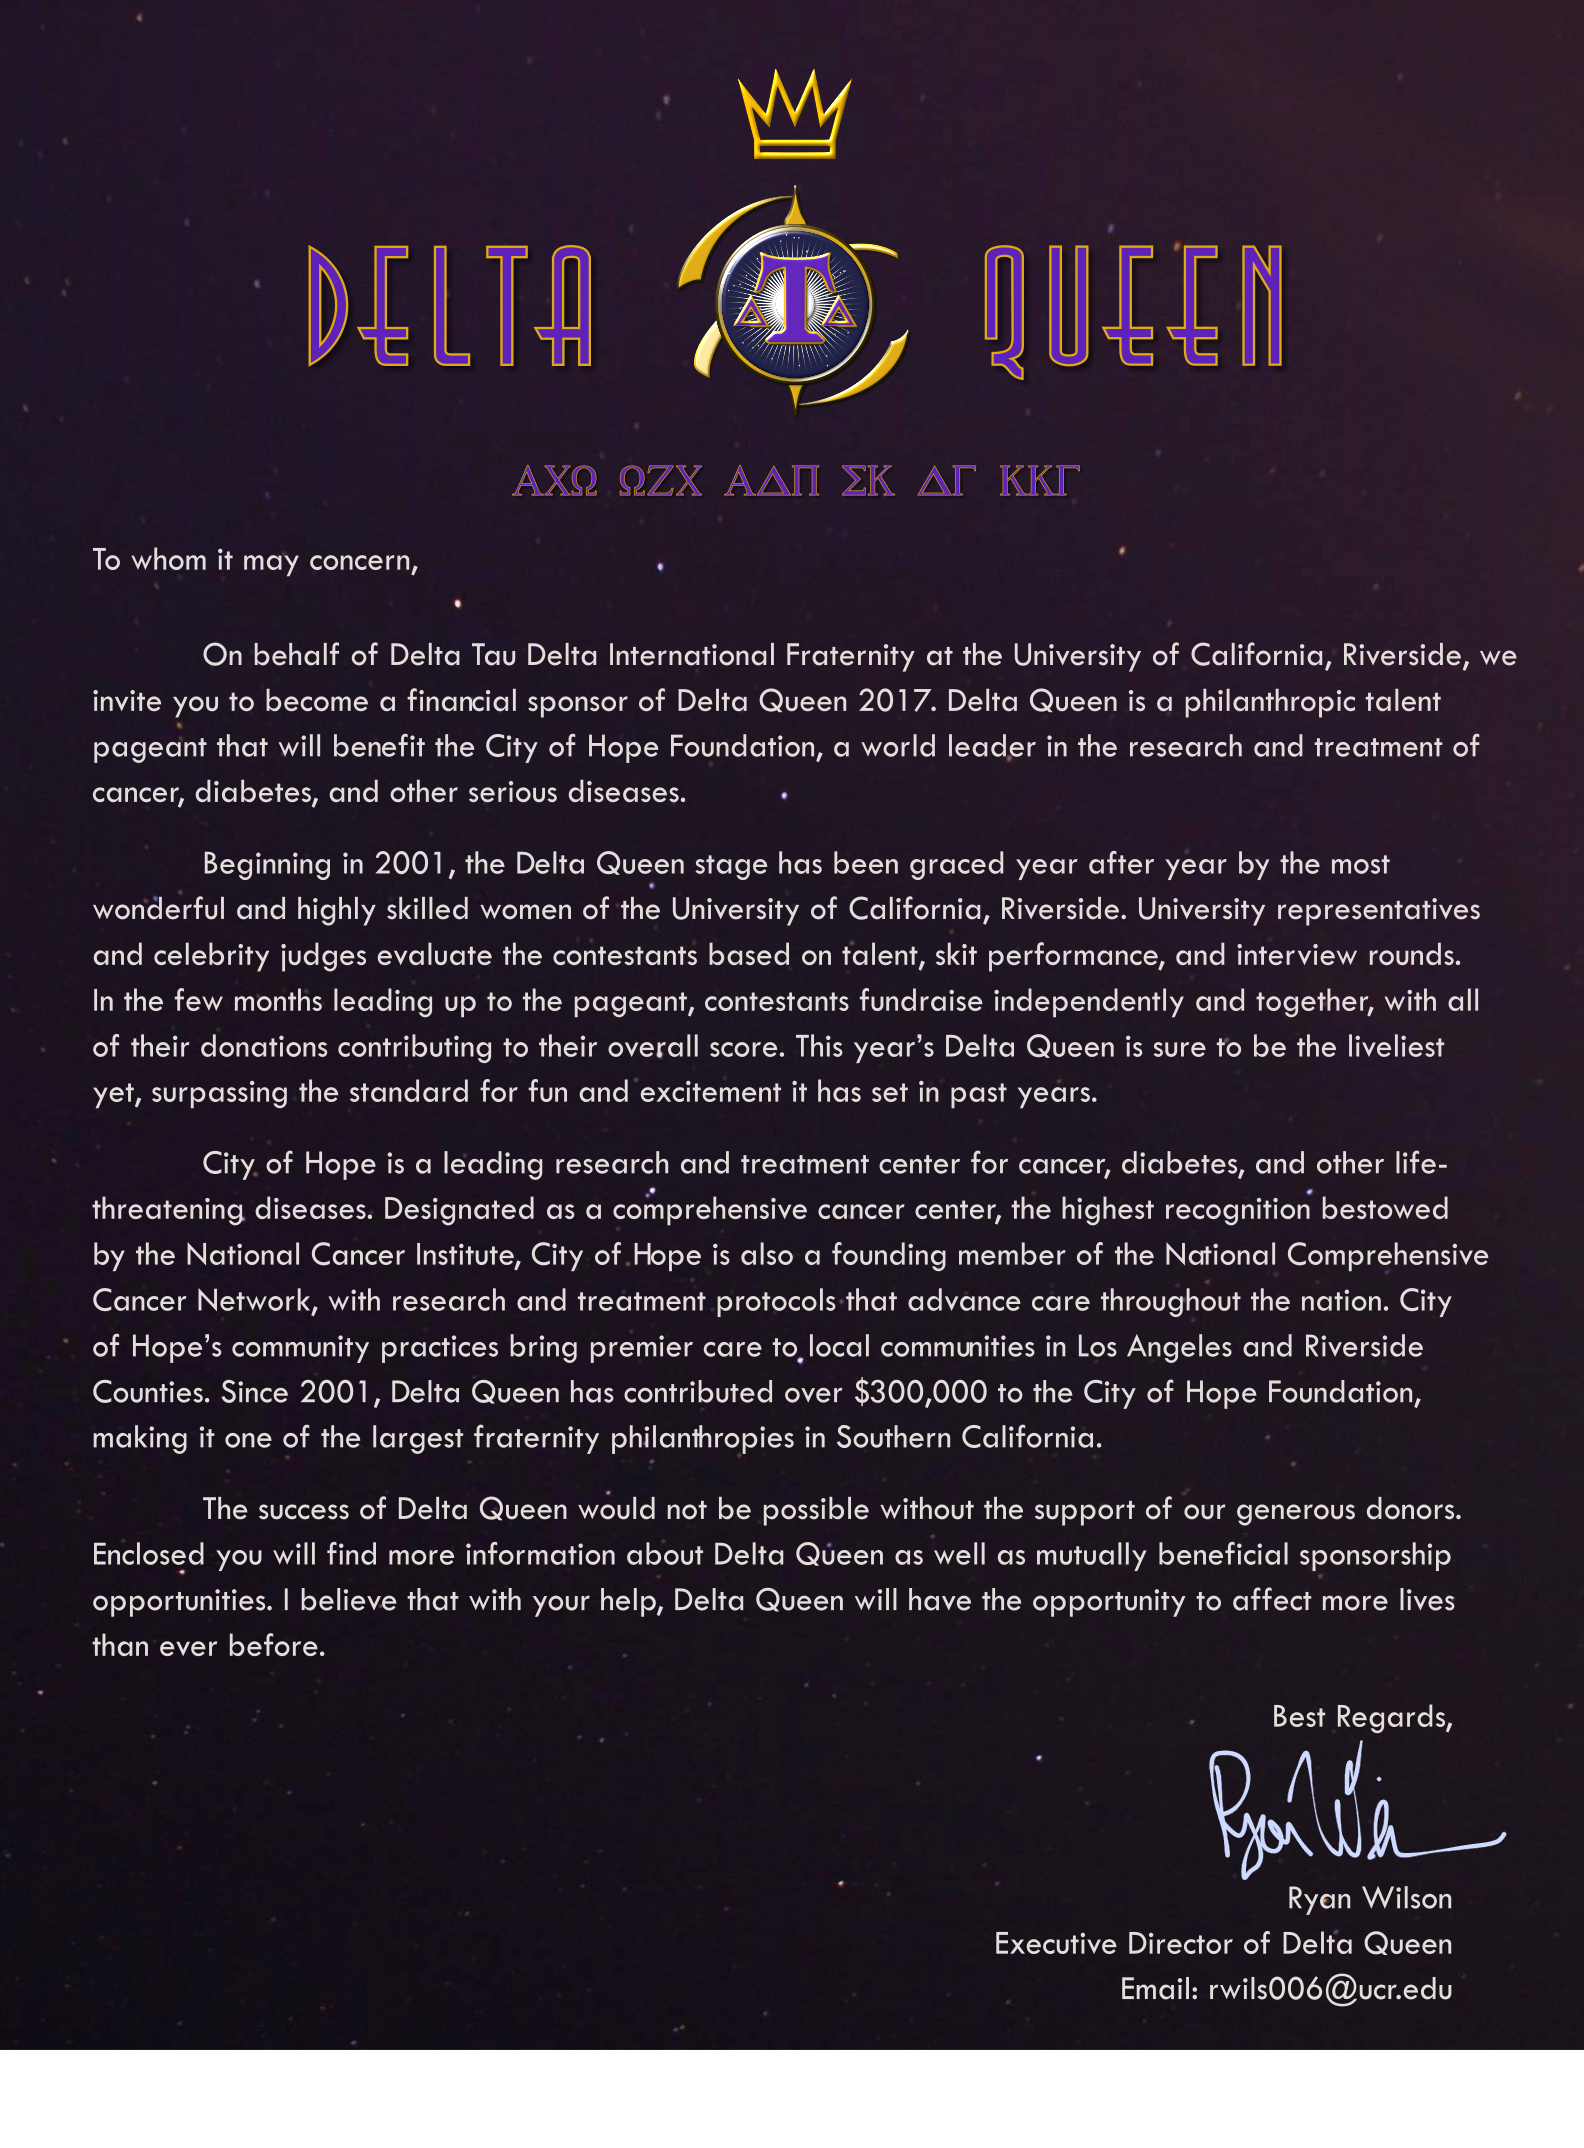 DELTA ΔΤΔ QUEEN
ΑΧΩ ΩΖΧ ΑΔΠ ΣΚ ΔΓ ΚΚΓ
To whom it may concern,
On behalf of Delta Tau Delta International Fraternity at the University of California, Riverside, we
invite you to become a financial sponsor of Delta Queen 2017. Delta Queen is a philanthropic talent
pageant that will benefit the City of Hope Foundation, a world leader in the research and treatment of
cancer, diabetes, and other serious diseases.
Beginning in 2001, the Delta Queen stage has been graced year after year by the most
wonderful and highly skilled women of the University of California, Riverside. University representatives
and celebrity judges evaluate the contestants based on talent, skit performance, and interview rounds.
In the few months leading up to the pageant, contestants fundraise independently and together, with all
of their donations contributing to their overall score. This year’s Delta Queen is sure to be the liveliest
yet, surpassing the standard for fun and excitement it has set in past years.
City of Hope is a leading research and treatment center for cancer, diabetes, and other life-
threatening diseases. Designated as a comprehensive cancer center, the highest recognition bestowed
by the National Cancer Institute, City of Hope is also a founding member of the National Comprehensive
Cancer Network, with research and treatment protocols that advance care throughout the nation. City
of Hope’s community practices bring premier care to local communities in Los Angeles and Riverside
Counties. Since 2001, Delta Queen has contributed over $300,000 to the City of Hope Foundation,
making it one of the largest fraternity philanthropies in Southern California.
The success of Delta Queen would not be possible without the support of our generous donors.
Enclosed you will find more information about Delta Queen as well as mutually beneficial sponsorship
opportunities. I believe that with your help, Delta Queen will have the opportunity to affect more lives
than ever before.
Best Regards,
Ryan Wilson
Ryan Wilson
Executive Director of Delta Queen
Email: rwils006@ucr.edu